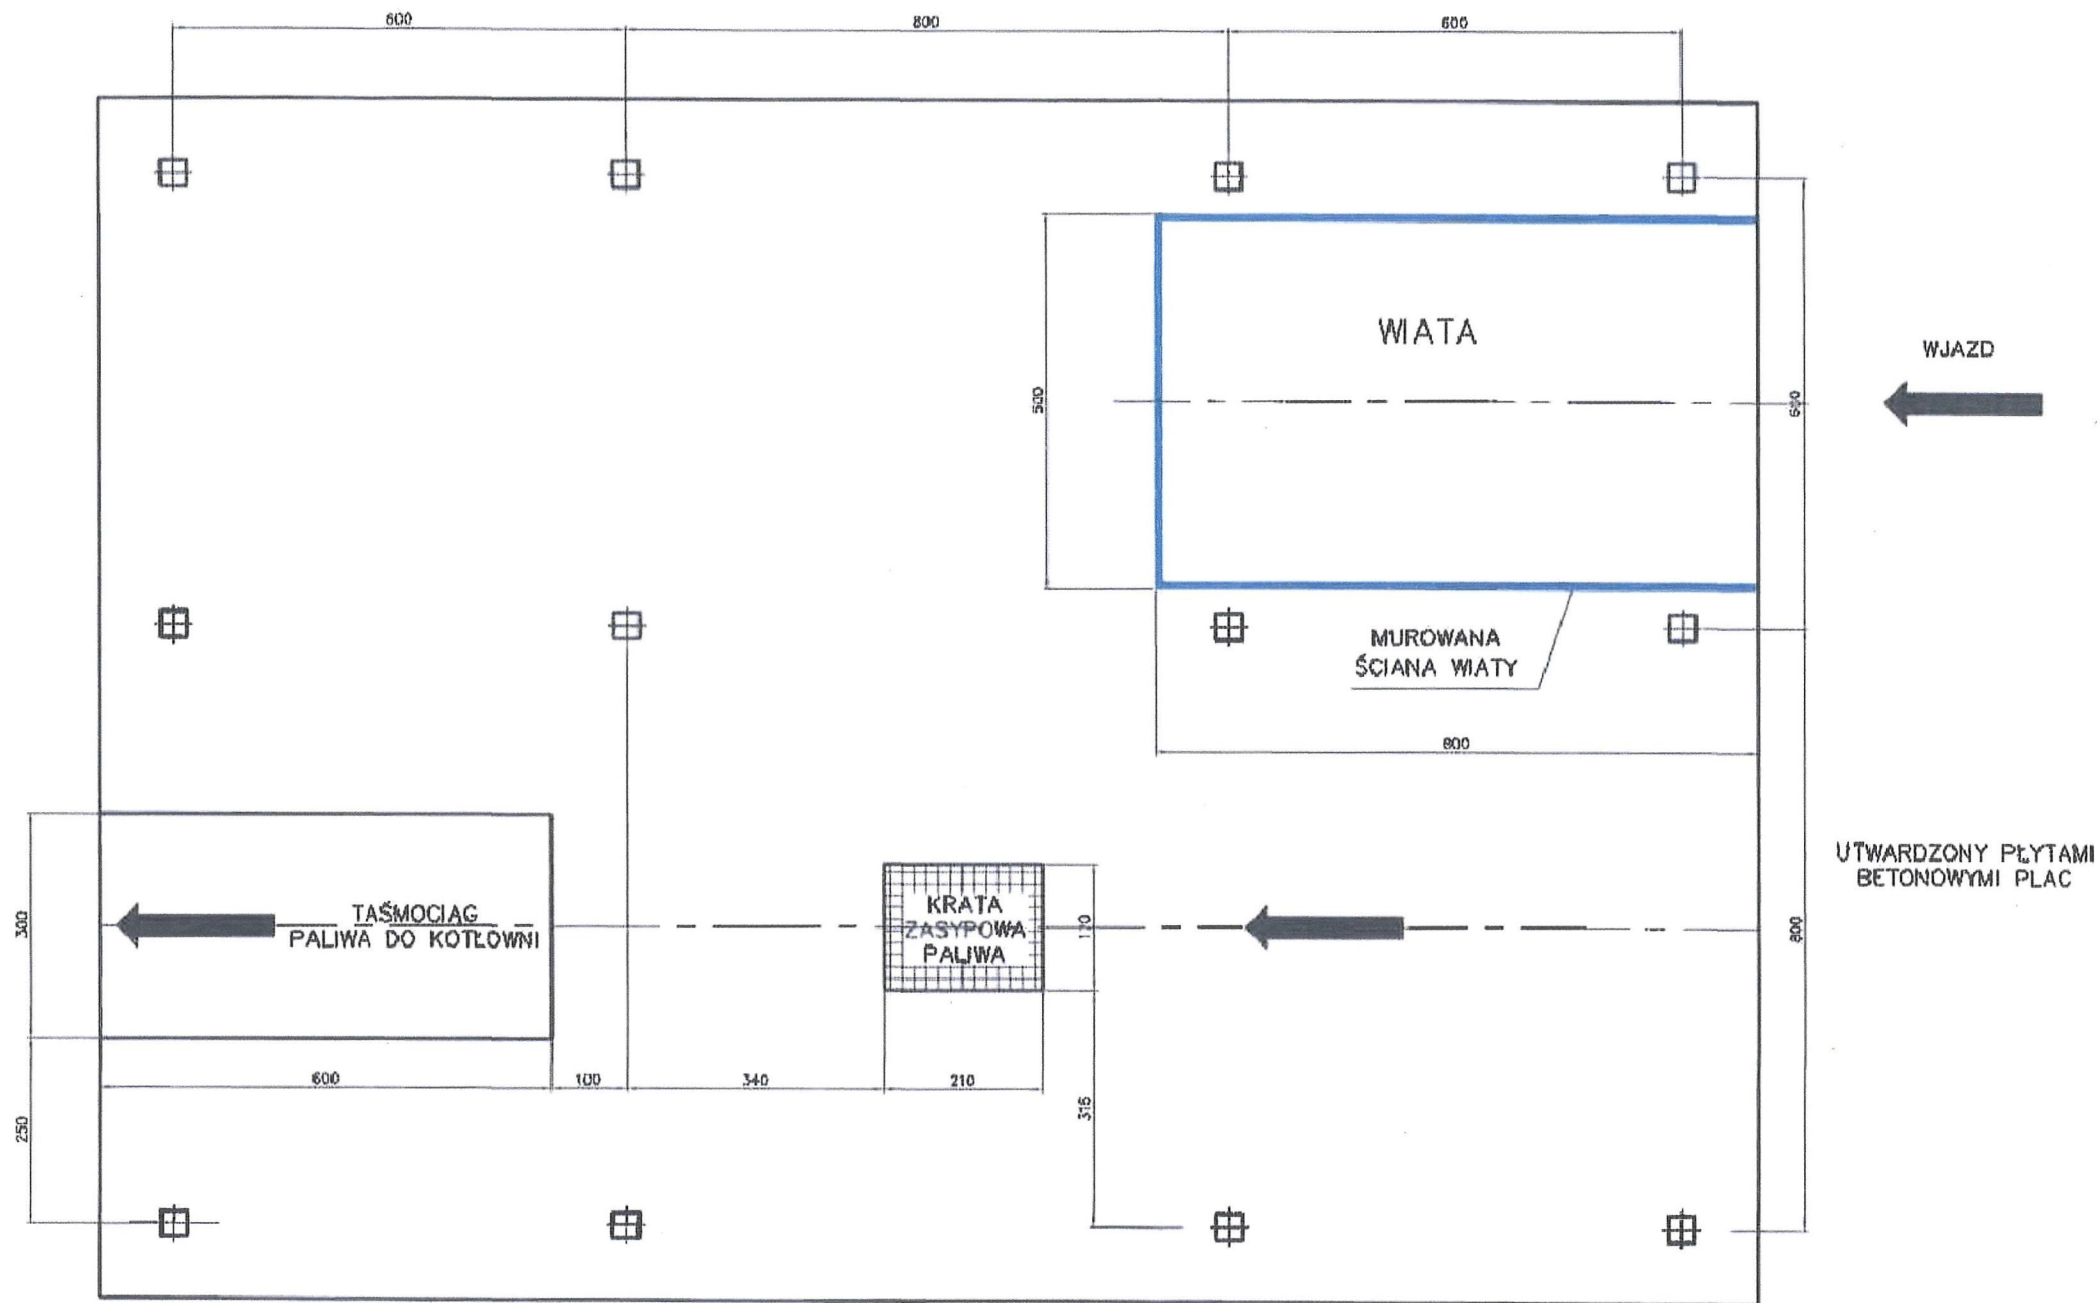 600
800
600
WIATA
WJAZD
500
600
MUROWANA
ŚCIANA WIATY
800
UTWARDZONY PŁYTAMI
BETONOWYMI PLAC
800
300
TAŚMOCIĄG
PALIWA DO KOTŁOWNI
KRATA
ZASYPOWA
PALIWA
170
600
100
340
210
315
250